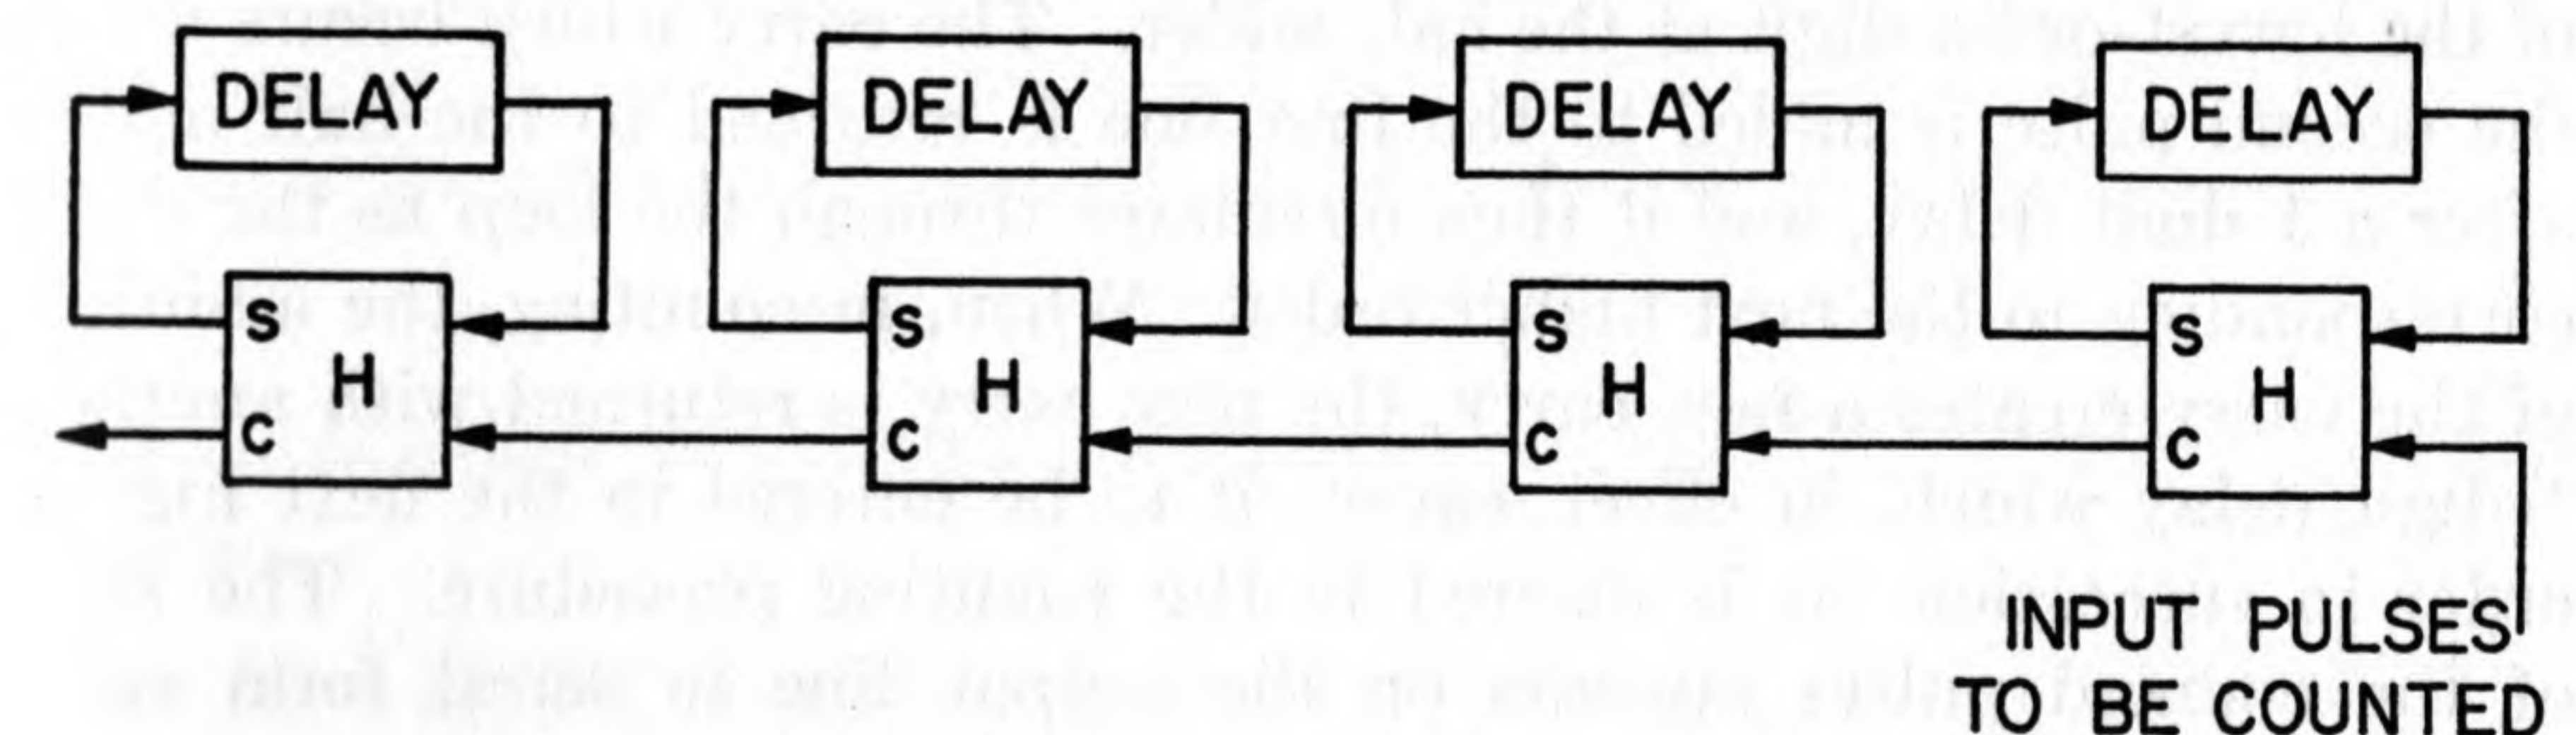 DELAY DELAY DELAY DELAY
S S S S
H H H H
C C C C
INPUT PULSES
TO BE COUNTED